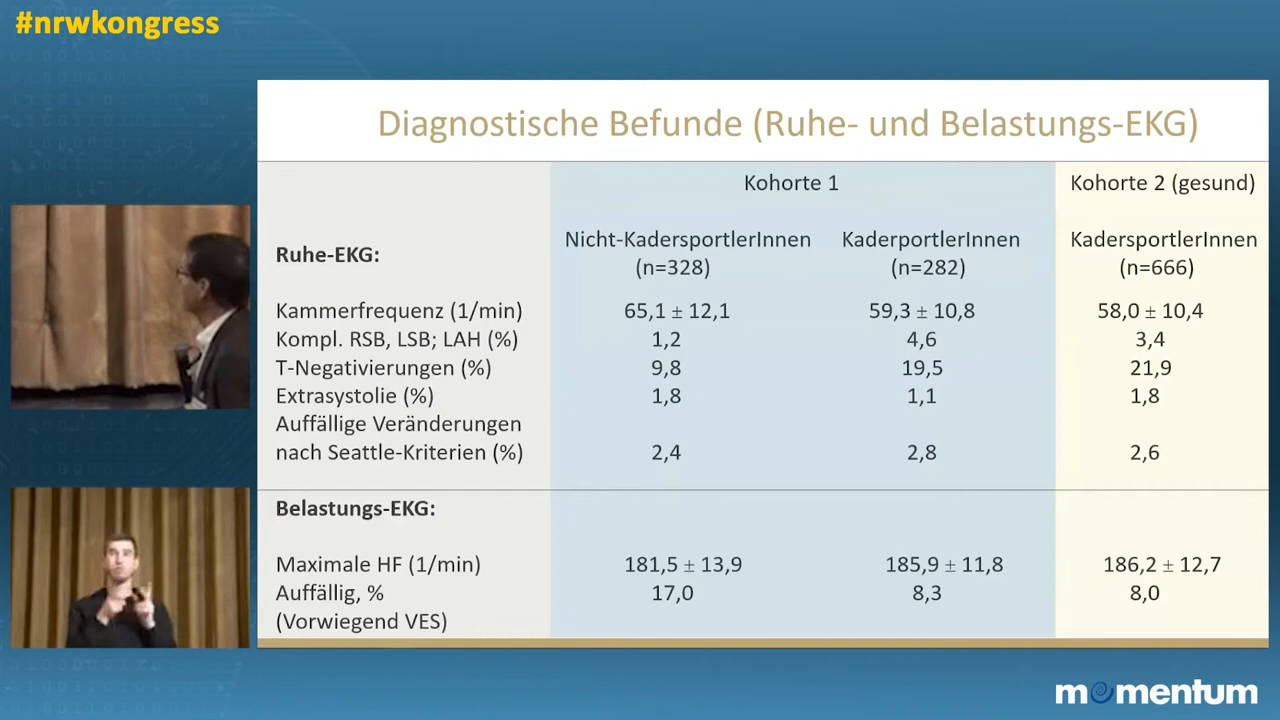 #nrwkongress
Diagnostische Befunde (Ruhe- und Belastungs-EKG)
Kohorte 1 Kohorte 2 (gesund)
Nicht-KadersportlerInnen KaderportlerInnen KadersportlerInnen
Ruhe-EKG:
(n=328) (n=282) (n=666)
Kammerfrequenz (1/min) 65,1 ± 12,1 59,3 ± 10,8 58,0 ± 10,4
Kompl. RSB, LSB; LAH (%) 1,2 4,6 3,4
T-Negativierungen (%) 9,8 19,5 21,9
Extrasystolie (%) 1,8 1,1 1,8
Auffällige Veränderungen
nach Seattle-Kriterien (%) 2,4 2,8 2,6
Belastungs-EKG:
Maximale HF (1/min) 181,5 ± 13,9 185,9 ± 11,8 186,2 ± 12,7
Auffällig, % 17,0 8,3 8,0
(Vorwiegend VES)
momentum